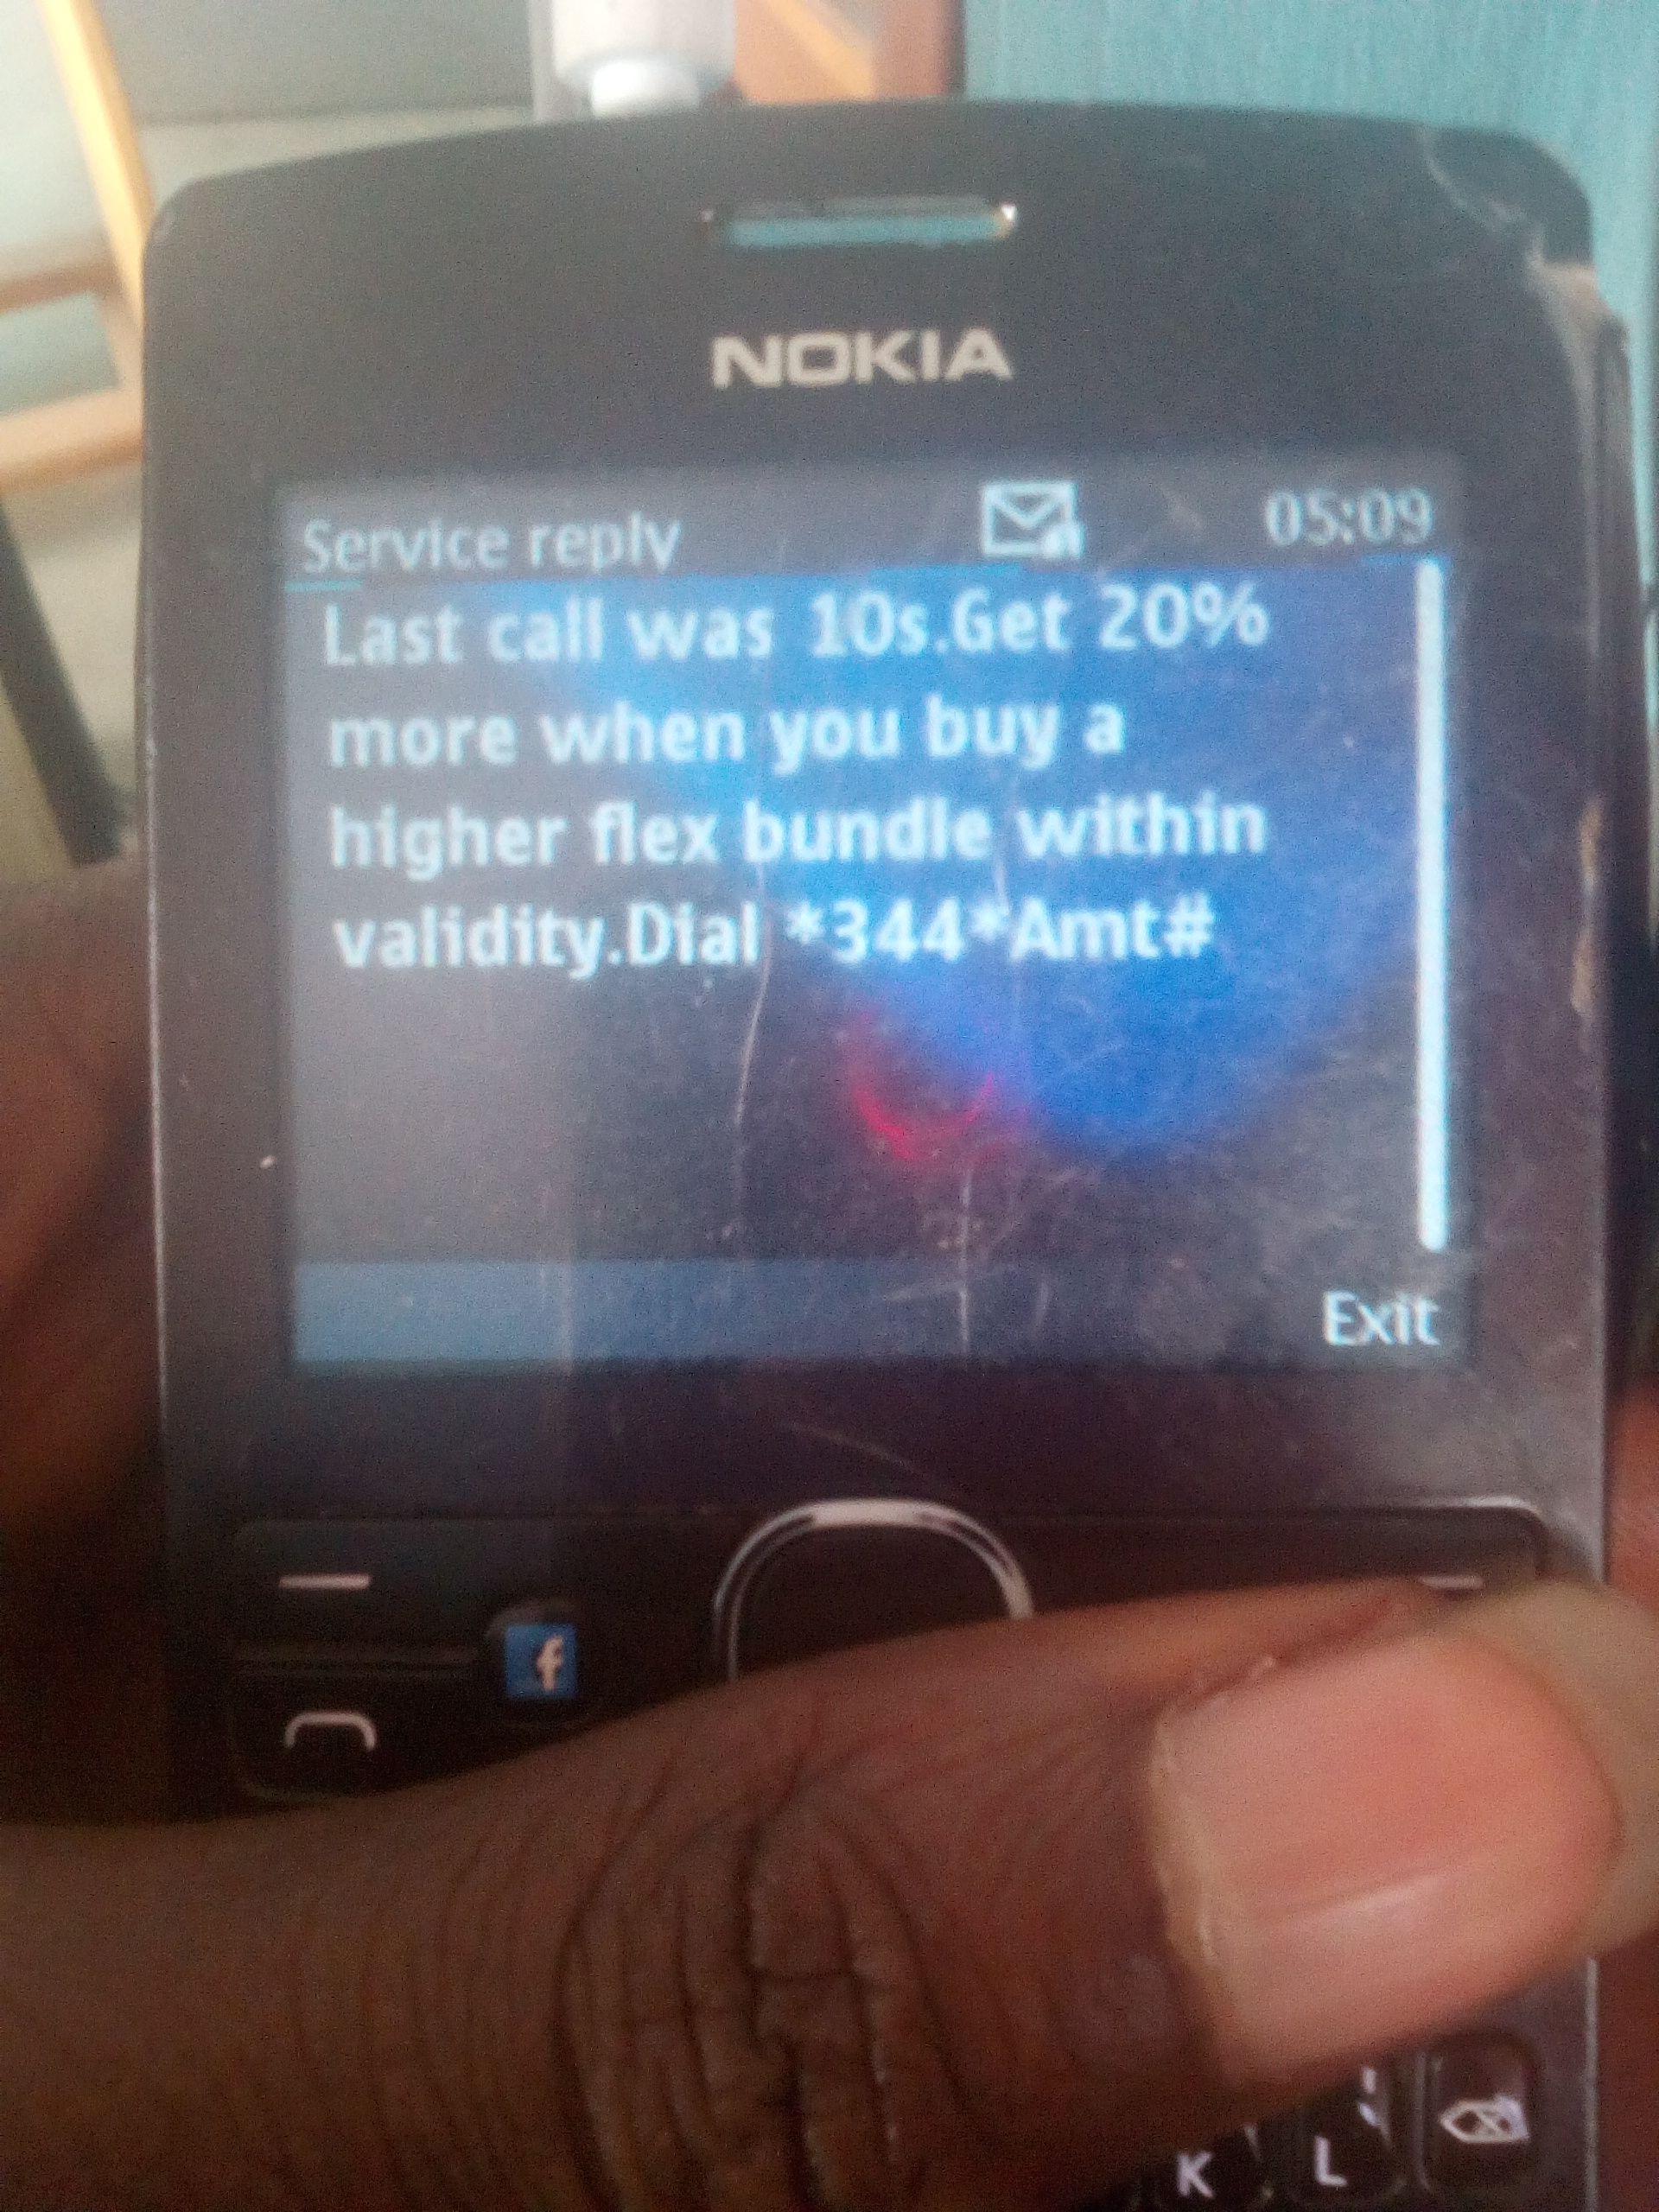 NOKIA
Service reply 05:09
Last call was 10s.Get 20%
more when you buy a
higher flex bundle within
validity.Dial *344*Amt#
Exit
f
K L